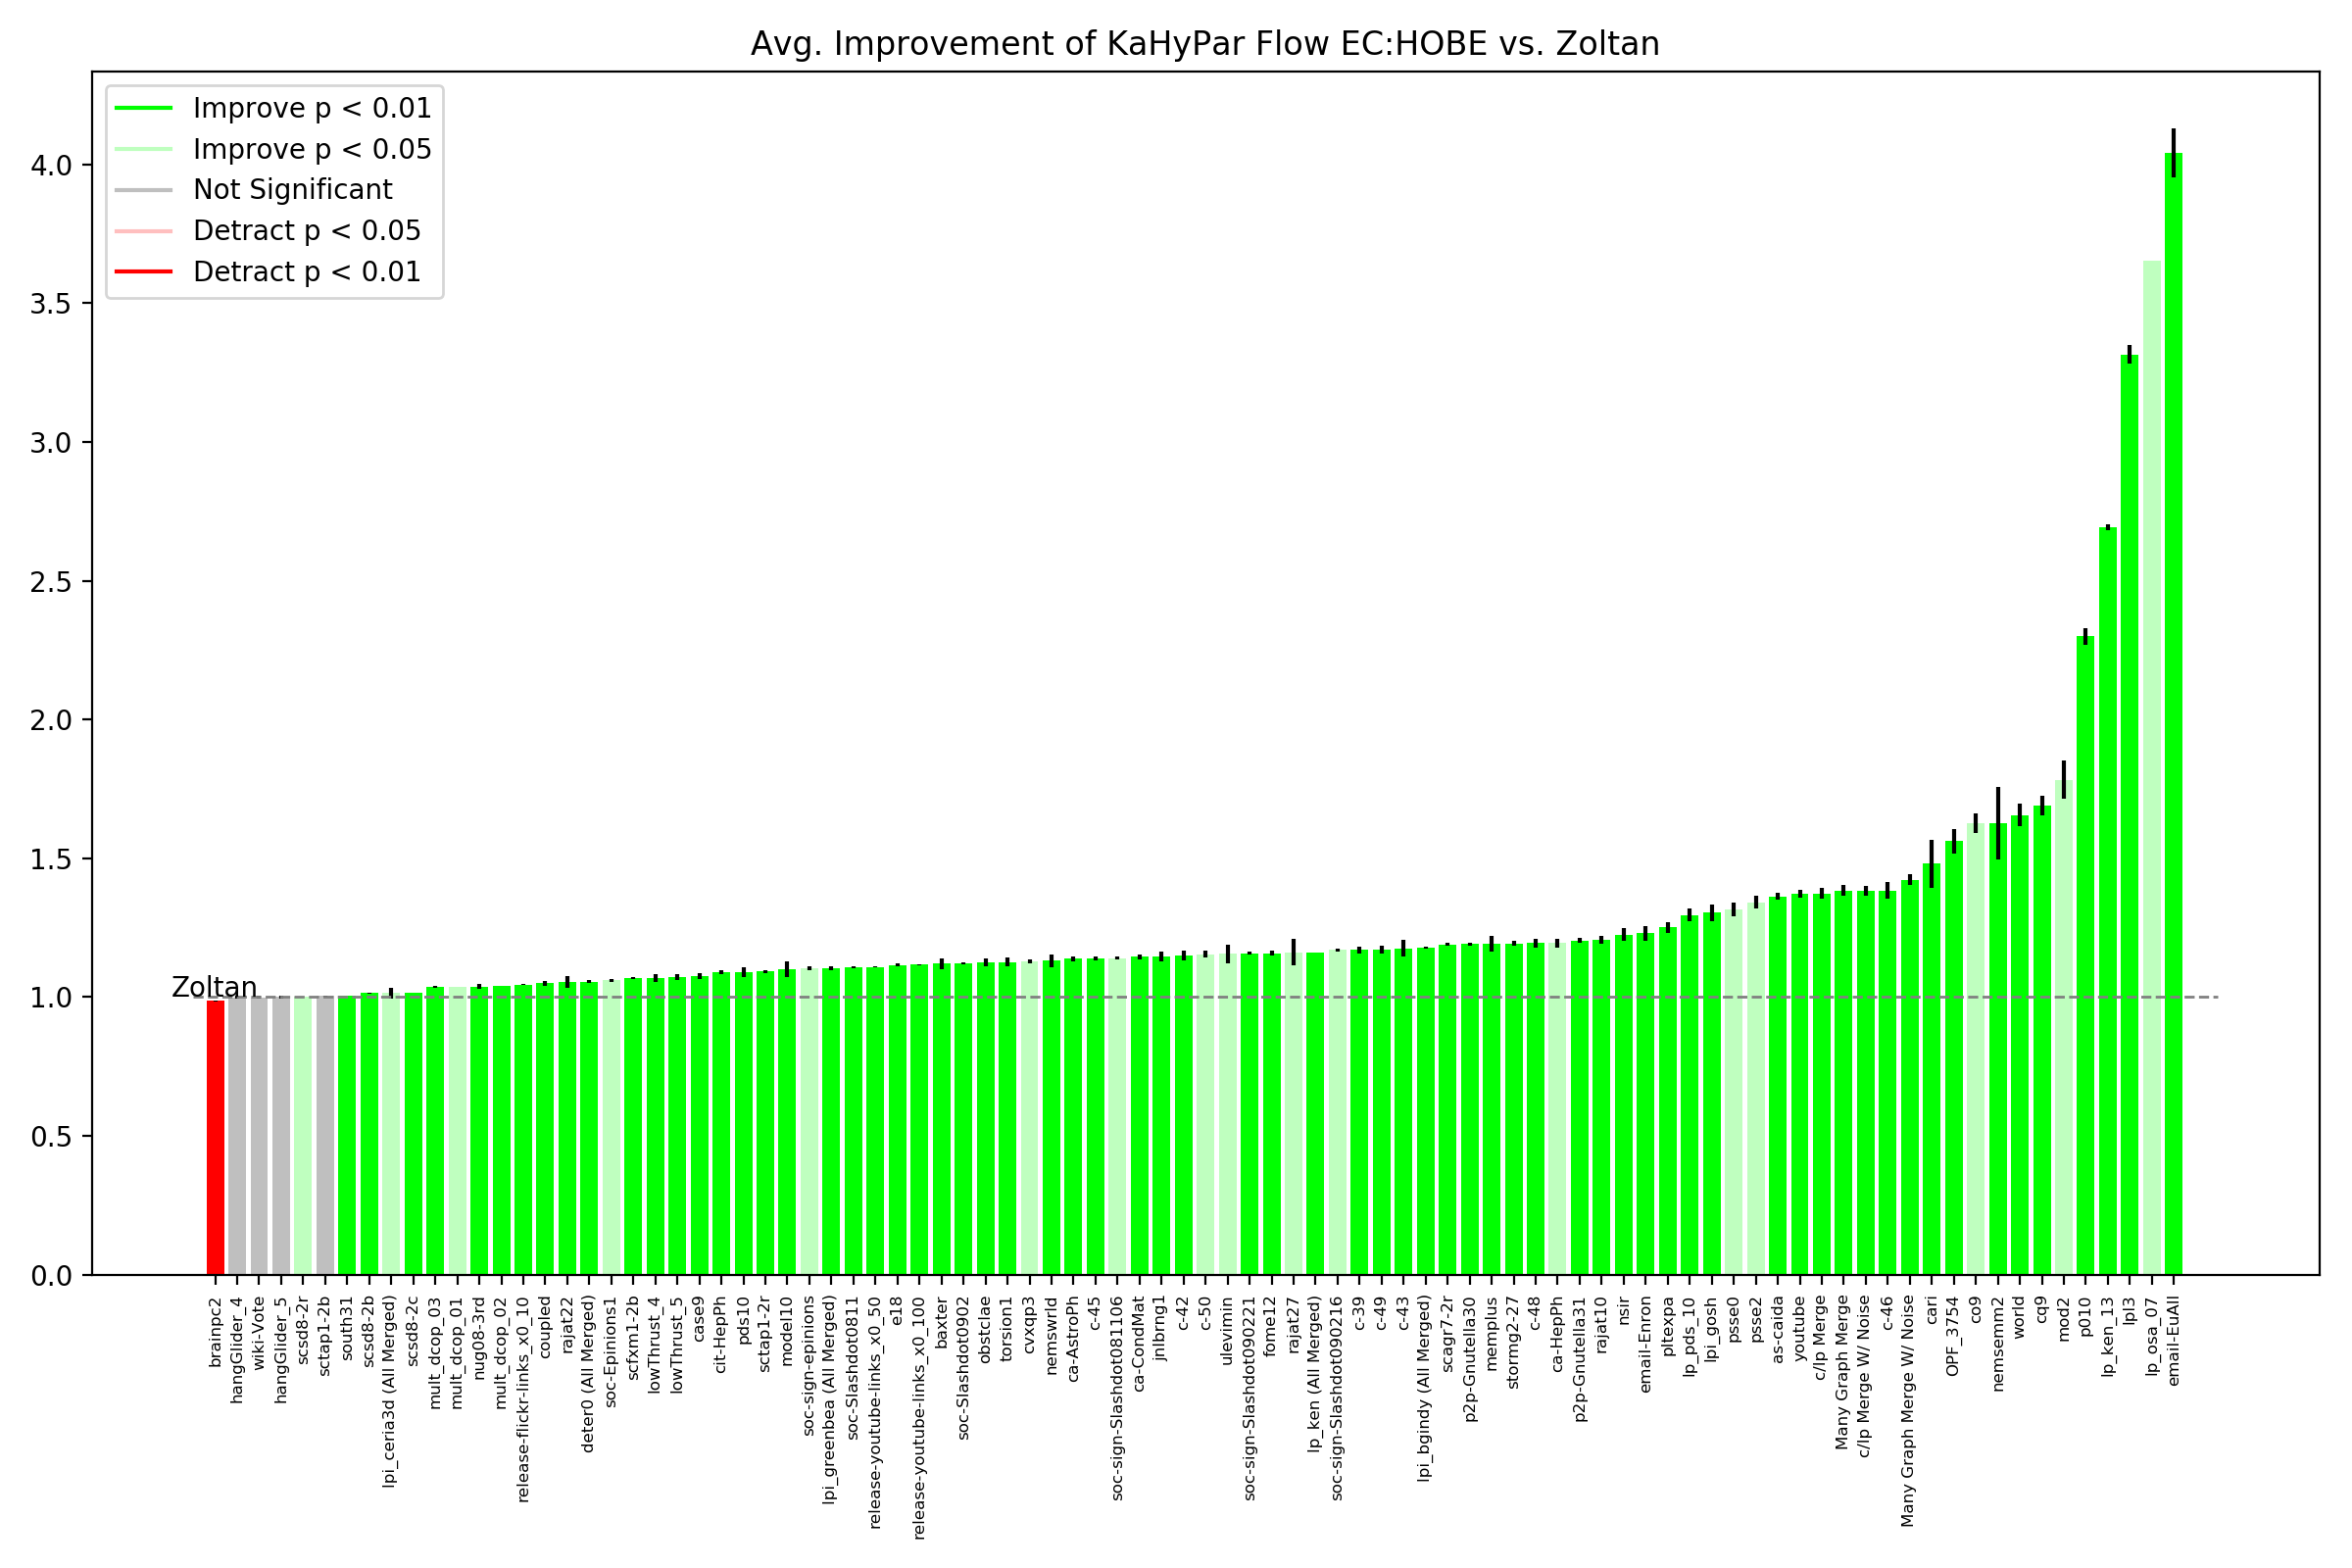 Avg. Improvement of KaHyPar Flow EC:HOBE vs. Zoltan
Improve p < 0.01
Improve p < 0.05
Not Significant
Detract p < 0.05
Detract p < 0.01
4.0
3.5
3.0
2.5
2.0
1.5
1.0
0.5
0.0
Zoltan
brainpc2
hangGlider_4
wiki-Vote
hangGlider_5
scsd8-2r
sctap1-2b
south31
scsd8-2b
lpi_ceria3d (All Merged)
scsd8-2c
mult_dcop_03
mult_dcop_01
nug08-3rd
mult_dcop_02
release-flickr-links_x0_10
coupled
rajat22
deter0 (All Merged)
soc-Epinions1
scfxm1-2b
lowThrust_4
lowThrust_5
case9
cit-HepPh
pds10
sctap1-2r
model10
soc-sign-epinions
lpi_greenbea (All Merged)
soc-Slashdot0811
release-youtube-links_x0_50
e18
release-youtube-links_x0_100
baxter
soc-Slashdot0902
obstclae
torsion1
cvxqp3
nemswrld
ca-AstroPh
c-45
soc-sign-Slashdot081106
ca-CondMat
jnlbrng1
c-42
c-50
ulevimin
soc-sign-Slashdot090221
fome12
rajat27
lp_ken (All Merged)
soc-sign-Slashdot090216
c-39
c-49
c-43
lpi_bgindy (All Merged)
scagr7-2r
p2p-Gnutella30
memplus
stormg2-27
c-48
ca-HepPh
p2p-Gnutella31
rajat10
nsir
email-Enron
pltexpa
lp_pds_10
lpi_gosh
psse0
psse2
as-caida
youtube
c/lp Merge
Many Graph Merge
c/lp Merge W/ Noise
c-46
Many Graph Merge W/ Noise
cari
OPF_3754
co9
nemsemm2
world
cq9
mod2
p010
lp_ken_13
lpl3
lp_osa_07
email-EuAll